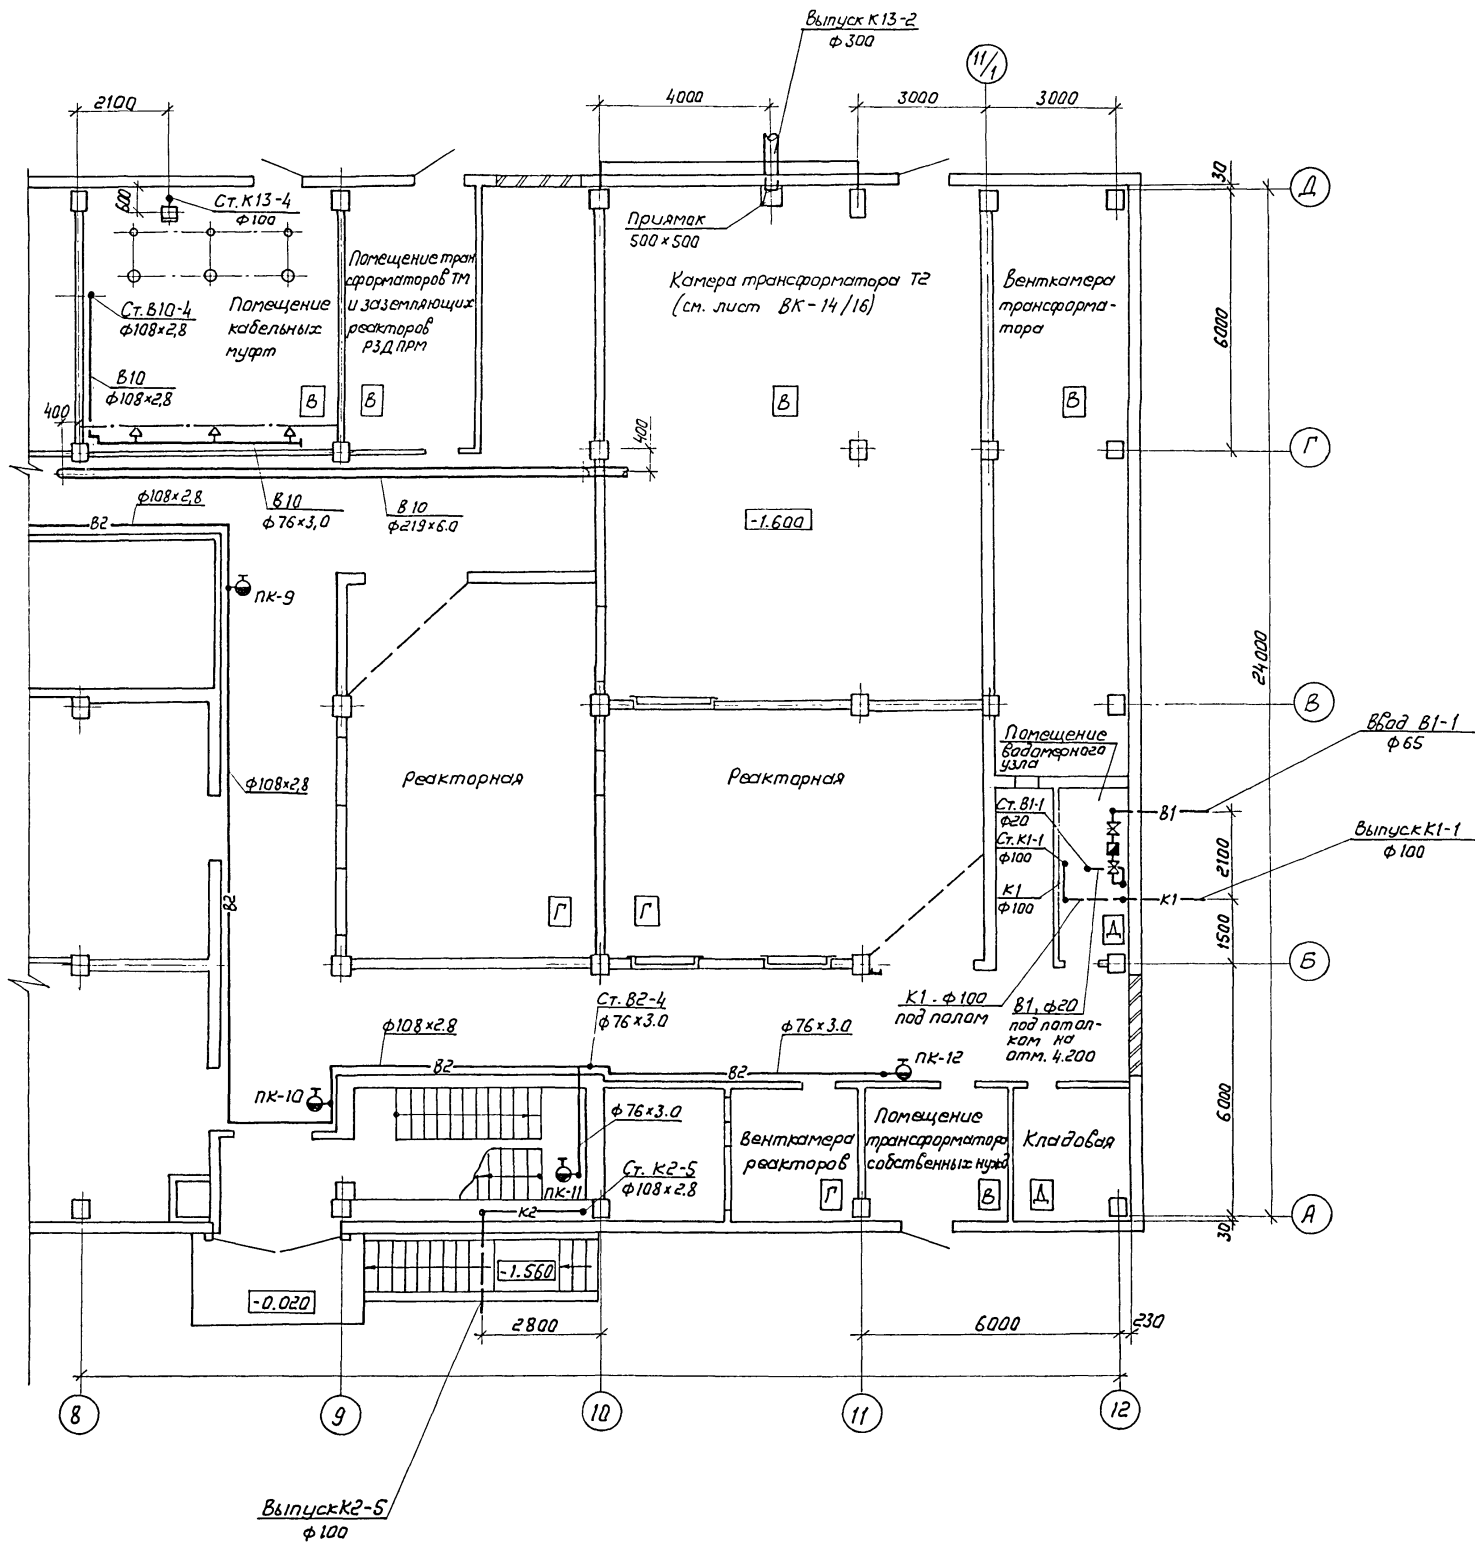 Выпуск К13-2
ф300
11/1
2100
4000
3000
3000
30
Д
600
Ст. К13-4
ф100
Приямок
500×500
Помещение тран
сформаторов ТМ
и заземляющих
реакторов
РЗДПРМ
Камера трансформатора Т2
(см. лист ВК-14/16)
Венткамера
трансформа-
тора
Ст. В10-4
ф108×2,8
Помещение
кабельных
муфт
6000
В10
ф108×2,8
В
В
В
В
400
400
Г
ф108×2,8
В10
ф76×3,0
В10
ф219×6.0
-1.600
В2
ПК-9
24000
В
Ввод В1-1
ф65
Помещение
водомерного
узла
ф108×2,8
Реакторная
Реакторная
Ст. В1-1
ф20
В1
Выпуск К1-1
ф100
Ст. К1-1
ф100
2100
К1
ф100
К1
В2
Г
Г
Д
1500
Б
Ст. В2-4
ф76×3.0
К1-ф100
под полом
В1, ф20
под потол-
ком на
отм. 4.200
ф108×2.8
ф76×3.0
В2
В2
ПК-12
ПК-10
ф76×3.0
6000
Венткамера
реакторов
Помещение
трансформатора
собственных нужд
Кладовая
Ст. К2-5
ф108×2.8
ПК-11
К2
Г
В
Д
А
30
-1.560
-0.020
2800
6000
230
8
9
10
11
12
Выпуск К2-5
ф100